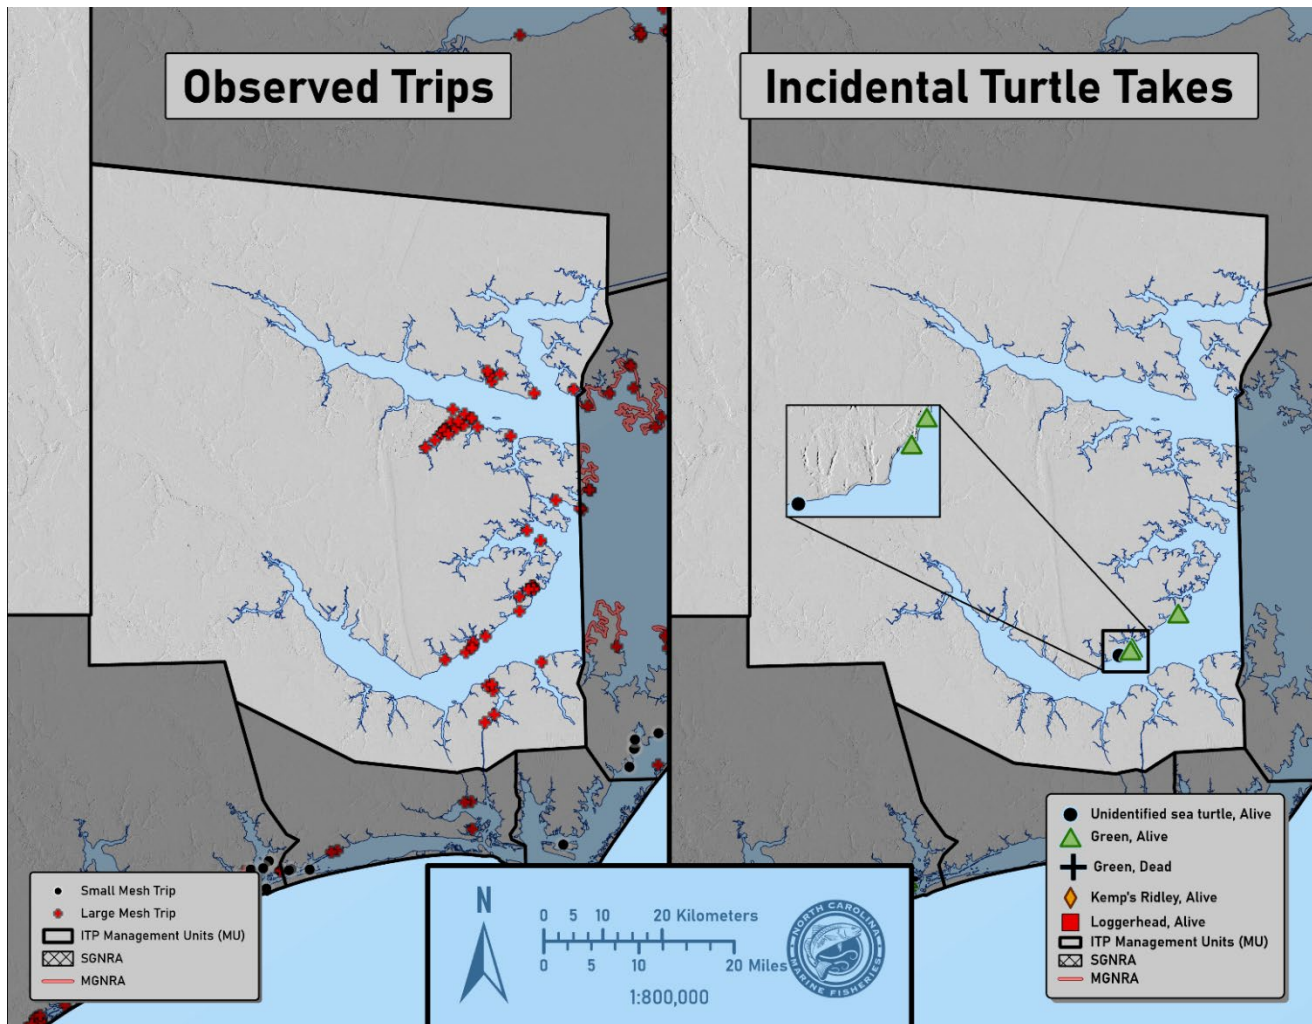 Observed Trips
Incidental Turtle Takes
Small Mesh Trip
Large Mesh Trip
ITP Management Units (MU)
SGNRA
MGNRA
N
0 5 10 20 Kilometers
0 5 10 20 Miles
1:800,000
NORTH CAROLINA
MARINE FISHERIES
Unidentified sea turtle, Alive
Green, Alive
Green, Dead
Kemp's Ridley, Alive
Loggerhead, Alive
ITP Management Units (MU)
SGNRA
MGNRA